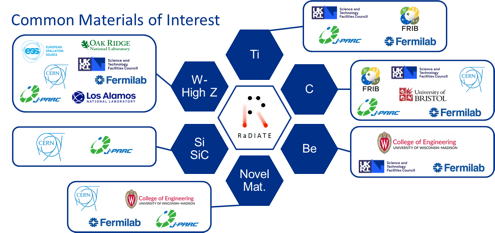 Common Materials of Interest
Ti
Science and
Technology
Facilities Council
FRIB
J-PARC
Fermilab
ess
EUROPEAN
SPALLATION
SOURCE
OAK RIDGE
National Laboratory
CERN
Science and
Technology
Facilities Council
Fermilab
J-PARC
Los Alamos
NATIONAL LABORATORY
W-
High Z
C
FRIB
Science and
Technology
Facilities Council
CERN
University of
BRISTOL
J-PARC
Fermilab
RaDIATE
CERN
J-PARC
Si
SiC
Be
College of Engineering
UNIVERSITY OF WISCONSIN-MADISON
Science and
Technology
Facilities Council
Fermilab
Novel
Mat.
CERN
College of Engineering
UNIVERSITY OF WISCONSIN-MADISON
Fermilab
J-PARC